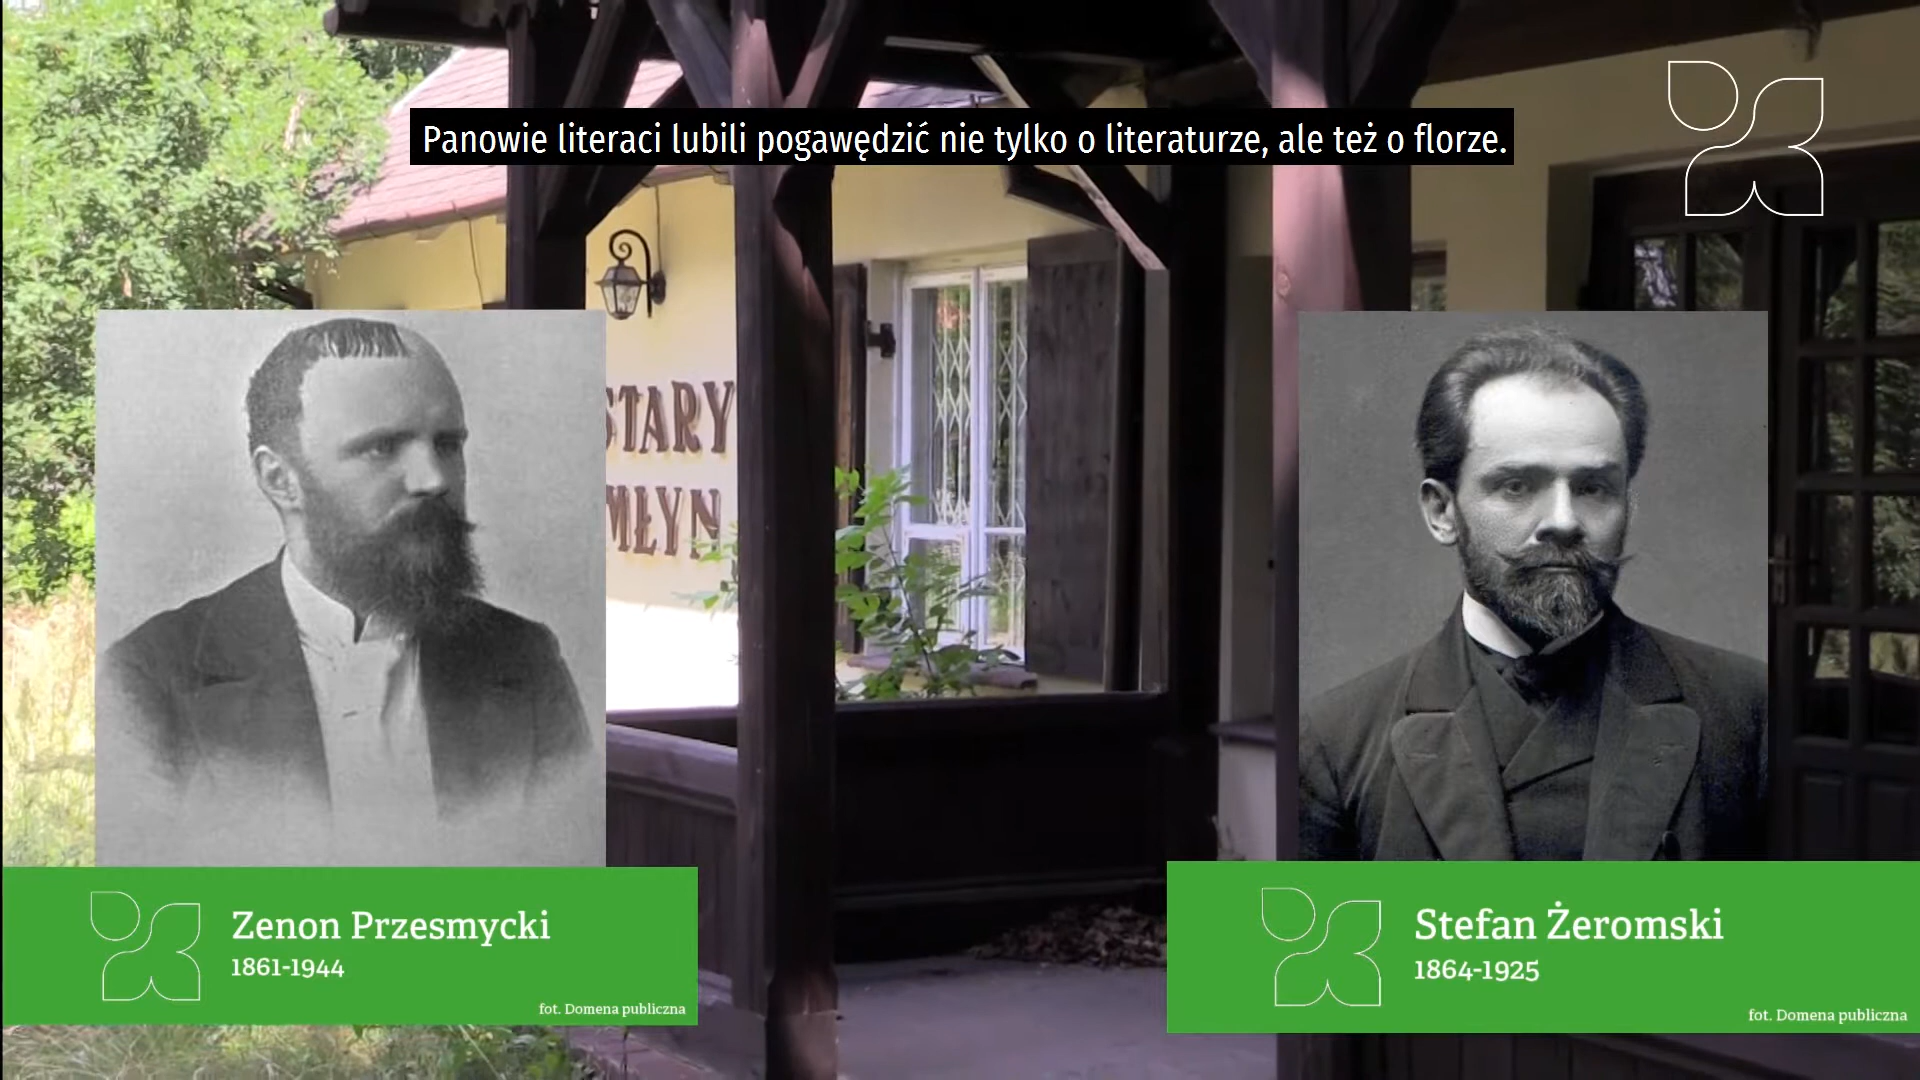 Panowie literaci lubili pogawędzić nie tylko o literaturze, ale też o florze.
STARY
MŁYN
Zenon Przesmycki
1861-1944
fot. Domena publiczna
Stefan Żeromski
1864-1925
fot. Domena publiczna